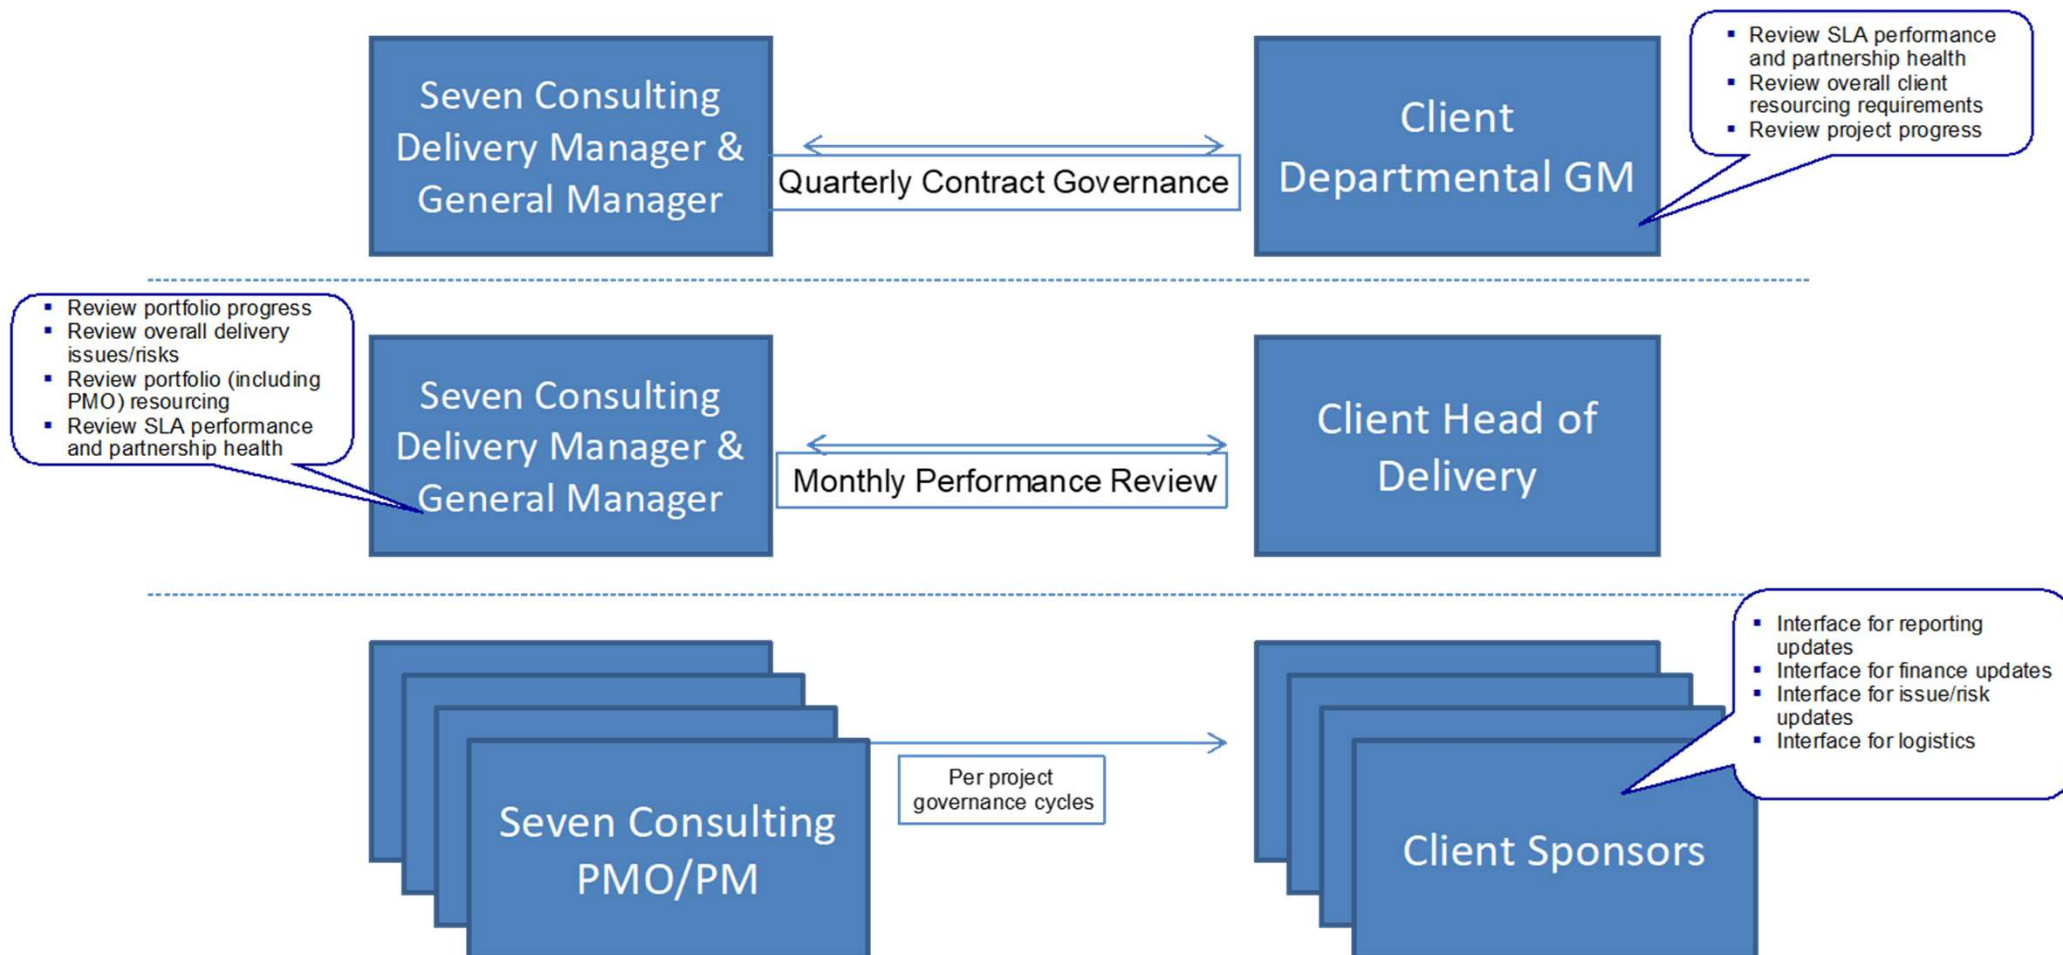 Seven Consulting
Delivery Manager &
General Manager
Quarterly Contract Governance
Client
Departmental GM
▪ Review SLA performance
and partnership health
▪ Review overall client
resourcing requirements
▪ Review project progress
▪ Review portfolio progress
▪ Review overall delivery
issues/risks
▪ Review portfolio (including
PMO) resourcing
▪ Review SLA performance
and partnership health
Seven Consulting
Delivery Manager &
General Manager
Monthly Performance Review
Client Head of
Delivery
Seven Consulting
PMO/PM
Per project
governance cycles
Client Sponsors
▪ Interface for reporting
updates
▪ Interface for finance updates
▪ Interface for issue/risk
updates
▪ Interface for logistics